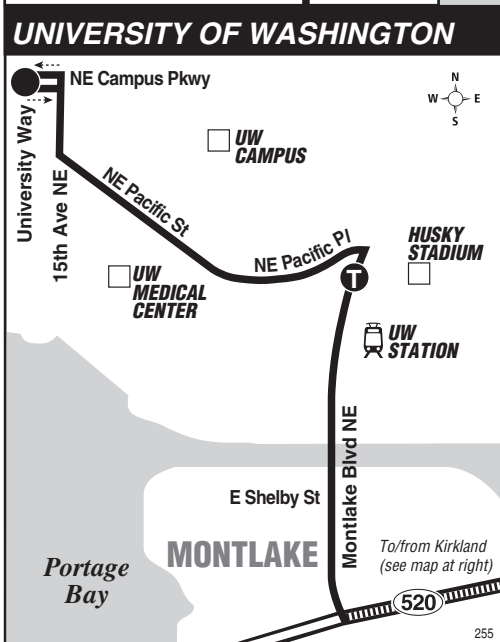 UNIVERSITY OF WASHINGTON
NE Campus Pkwy
N
W E
S
University Way
15th Ave NE
UW
CAMPUS
NE Pacific St
NE Pacific Pl
HUSKY
STADIUM
T
UW
MEDICAL
CENTER
UW
STATION
Montlake Blvd NE
E Shelby St
MONTLAKE
To/from Kirkland
(see map at right)
Portage
Bay
520
255